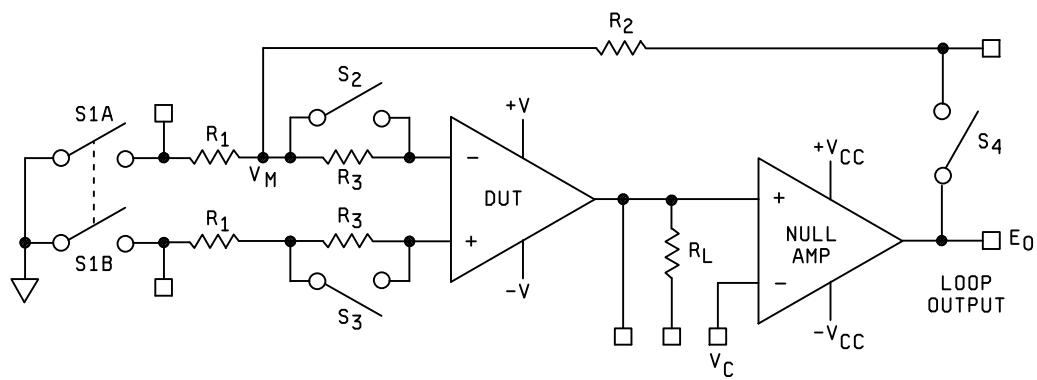 R2
S2
S1A
R1
+V
VM
R3
−
DUT
S4
+VCC
R1
R3
+
+
NULL
AMP
E0
S1B
RL
−
LOOP
OUTPUT
S3
−V
−VCC
VC